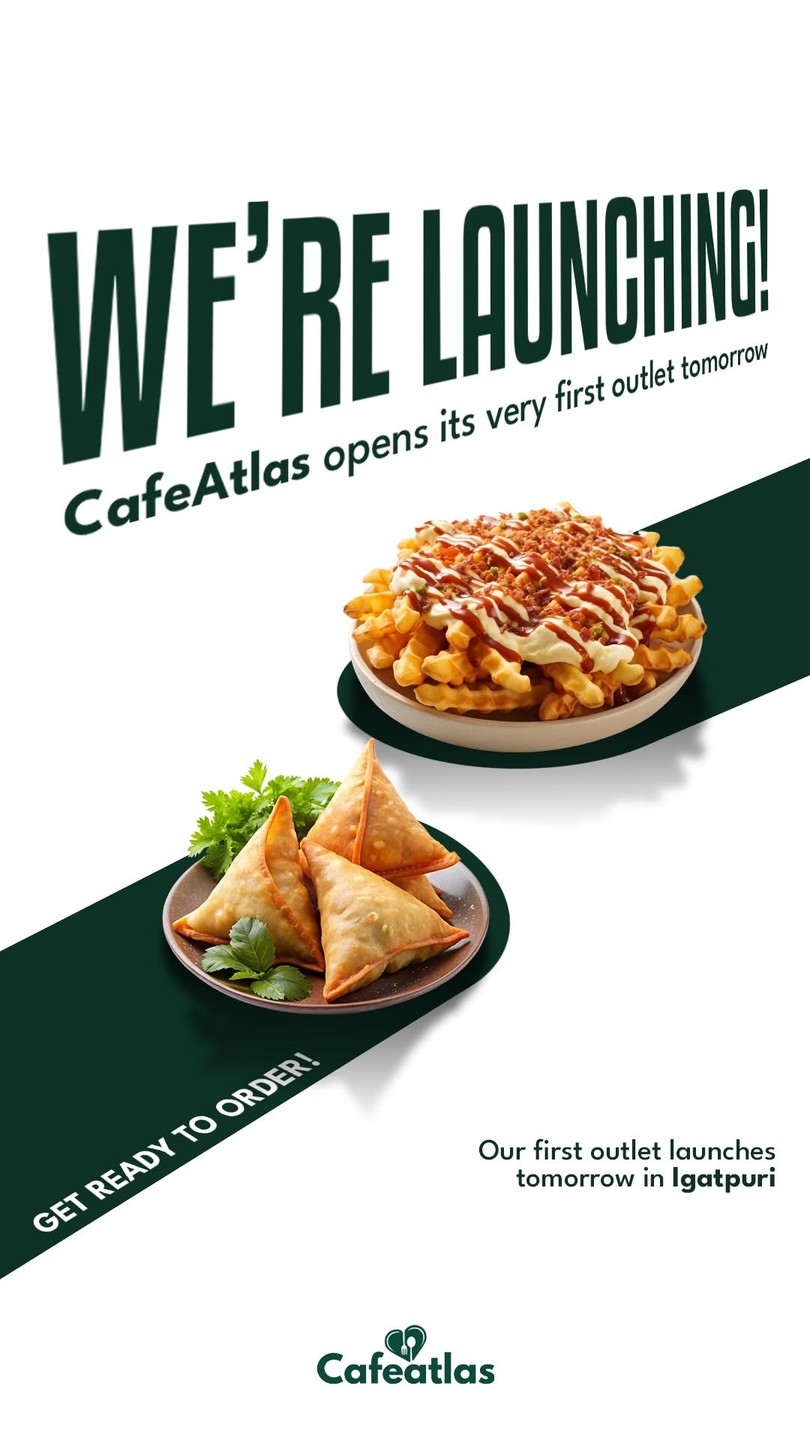 WE'RE LAUNCHING!
CafeAtlas opens its very first outlet tomorrow
GET READY TO ORDER!
Our first outlet launches
tomorrow in Igatpuri
Cafeatlas